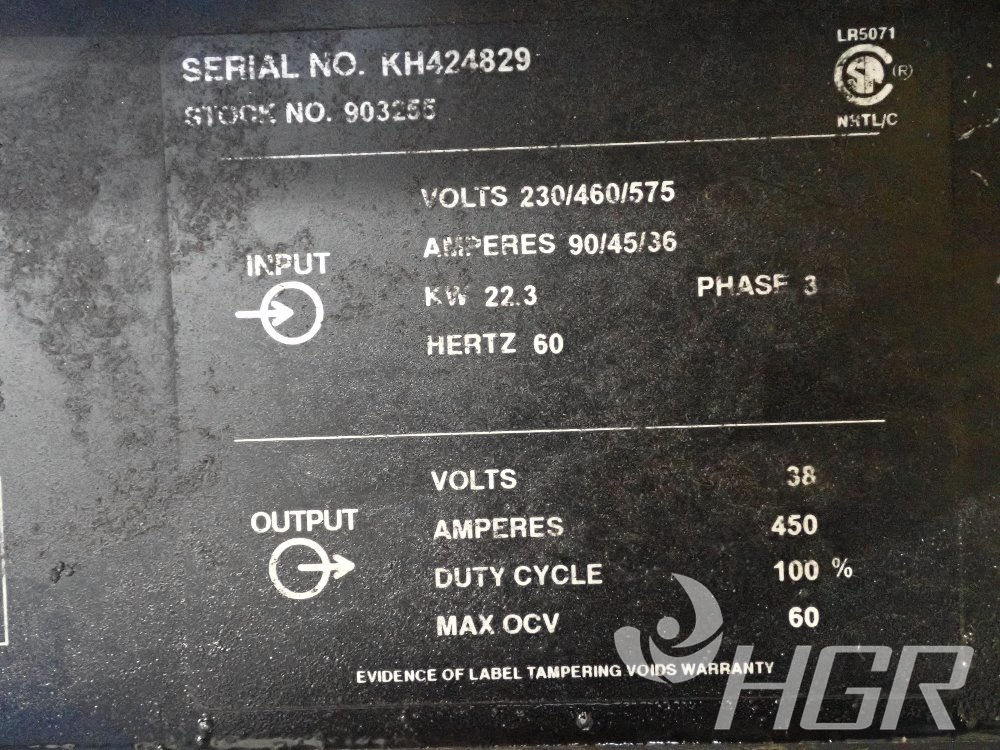 LR5071
SERIAL NO. KH424829
(R)
STOCK NO. 903255
NRTL/C
VOLTS 230/460/575
AMPERES 90/45/36
INPUT
KW 22.3
PHASE 3
HERTZ 60
VOLTS 38
OUTPUT
AMPERES 450
DUTY CYCLE 100 %
MAX OCV 60
EVIDENCE OF LABEL TAMPERING VOIDS WARRANTY
HGR